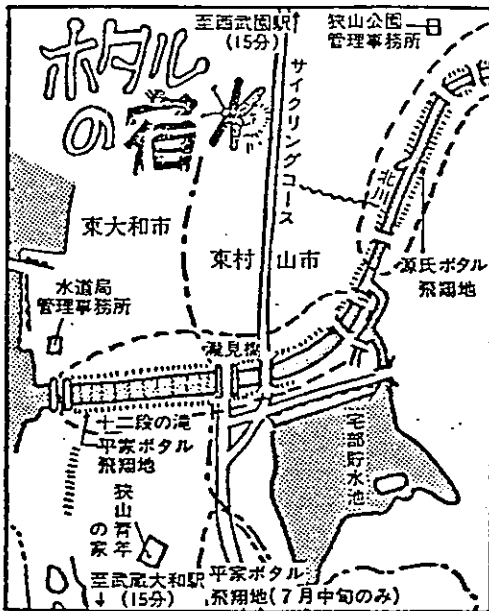 ホタル
の宿
至西武園駅
(15分)
狭山公園
管理事務所
サイクリングコース
北川
東大和市
東村山市
源氏ボタル
飛翔地
水道局
管理事務所
滝見橋
十二段の滝
平家ボタル
飛翔地
宅部貯水池
狭山青年
の家
至武蔵大和駅
(15分)
平家ボタル
飛翔地(7月中旬のみ)